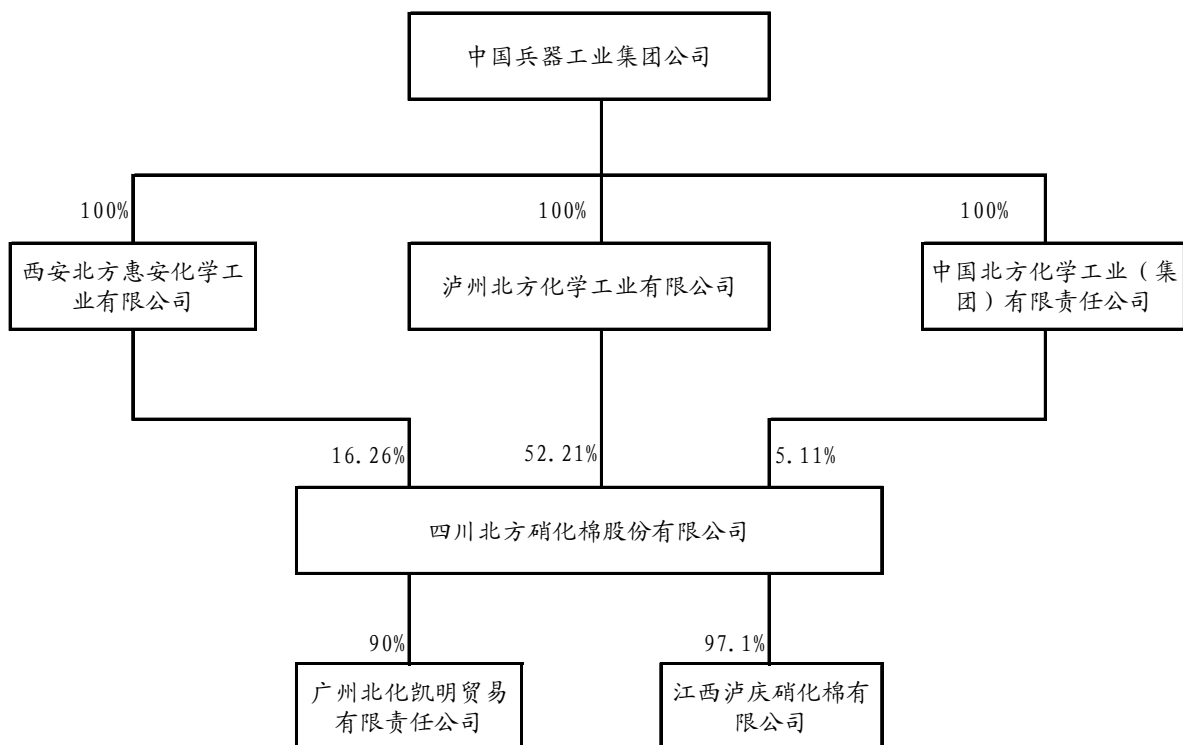 中国兵器工业集团公司
100%
100%
100%
西安北方惠安化学工
业有限公司
泸州北方化学工业有限公司
中国北方化学工业（集
团）有限责任公司
16.26%
52.21%
5.11%
四川北方硝化棉股份有限公司
90%
97.1%
广州北化凯明贸易
有限责任公司
江西泸庆硝化棉有
限公司